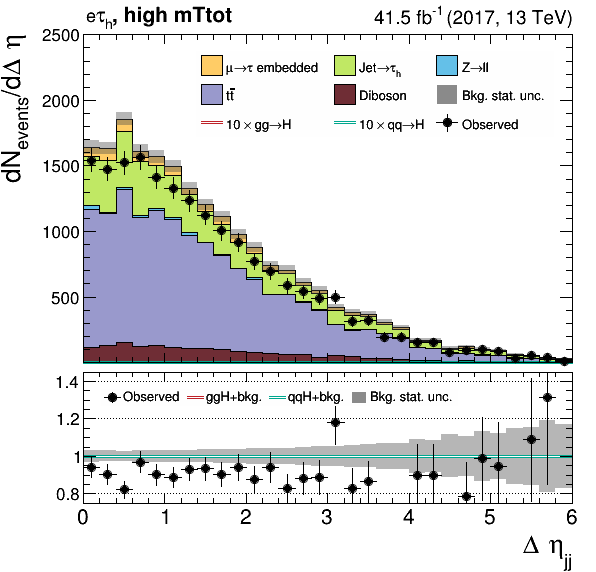 eτh, high mTtot 41.5 fb⁻¹ (2017, 13 TeV)
dN_events/dΔ η
2500
2000
1500
1000
500
μ→τ embedded Jet→τh Z→ll
tt̄ Diboson Bkg. stat. unc.
10 × gg→H 10 × qq→H Observed
1.4
1.2
1
0.8
Observed ggH+bkg. qqH+bkg. Bkg. stat. unc.
0 1 2 3 4 5 6
Δ η_jj